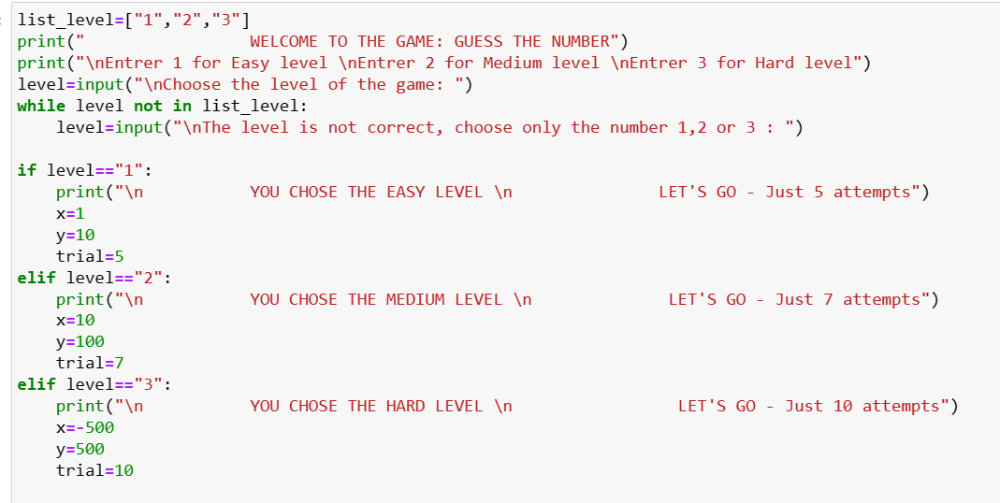 list_level=["1","2","3"]
print("                 WELCOME TO THE GAME: GUESS THE NUMBER")
print("\nEntrer 1 for Easy level \nEntrer 2 for Medium level \nEntrer 3 for Hard level")
level=input("\nChoose the level of the game: ")
while level not in list_level:
    level=input("\nThe level is not correct, choose only the number 1,2 or 3 : ")
if level=="1":
    print("\n           YOU CHOSE THE EASY LEVEL \n               LET'S GO - Just 5 attempts")
    x=1
    y=10
    trial=5
elif level=="2":
    print("\n           YOU CHOSE THE MEDIUM LEVEL \n              LET'S GO - Just 7 attempts")
    x=10
    y=100
    trial=7
elif level=="3":
    print("\n           YOU CHOSE THE HARD LEVEL \n                 LET'S GO - Just 10 attempts")
    x=-500
    y=500
    trial=10